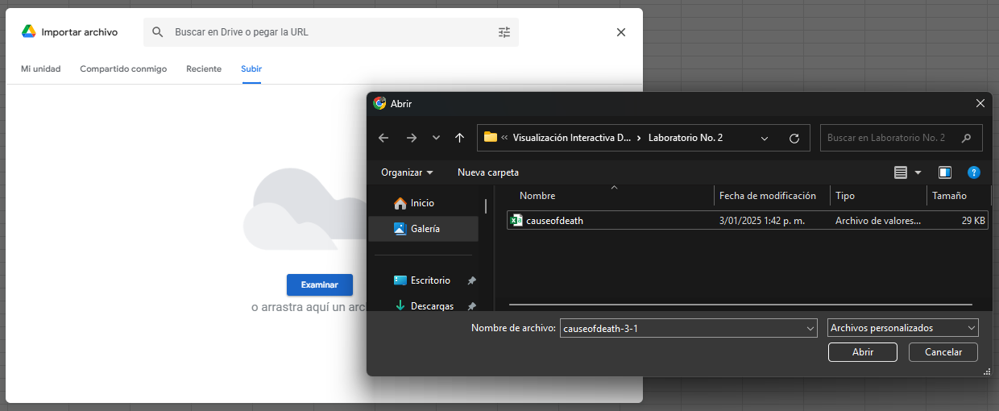 Importar archivo
Buscar en Drive o pegar la URL
Mi unidad Compartido conmigo Reciente Subir
Examinar
o arrastra aquí un arc
Abrir
« Visualización Interactiva D... › Laboratorio No. 2
Buscar en Laboratorio No. 2
Organizar Nueva carpeta
Inicio
Galería
Escritorio
Descargas
Nombre Fecha de modificación Tipo Tamaño
causeofdeath 3/01/2025 1:42 p. m. Archivo de valores... 29 KB
Nombre de archivo: causeofdeath-3-1 Archivos personalizados
Abrir Cancelar